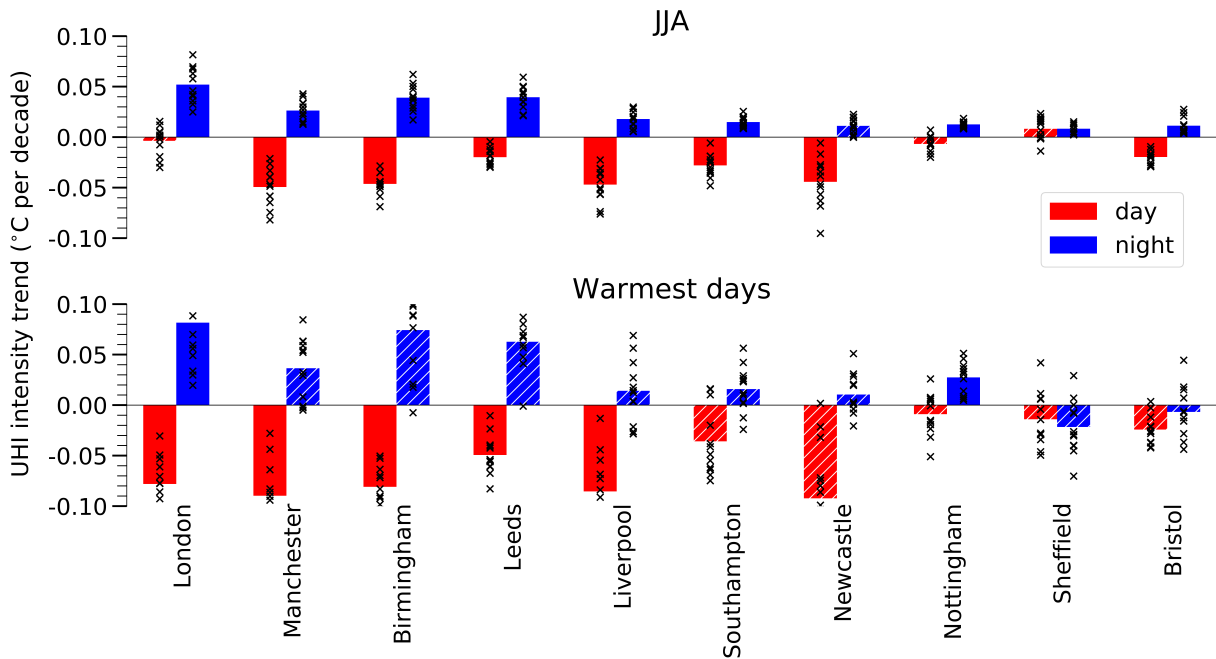 JJA
UHI intensity trend (°C per decade)
0.10
0.05
0.00
-0.05
-0.10
day
night
Warmest days
0.10
0.05
0.00
-0.05
-0.10
London
Manchester
Birmingham
Leeds
Liverpool
Southampton
Newcastle
Nottingham
Sheffield
Bristol